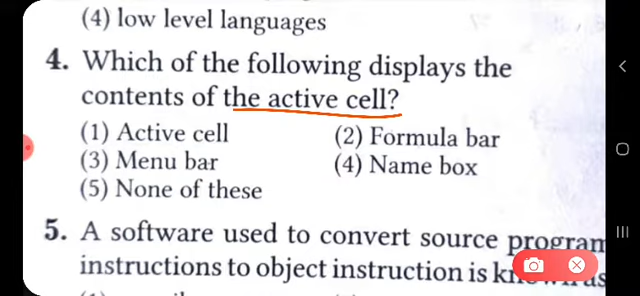 (4) low level languages
4. Which of the following displays the
contents of the active cell?
(1) Active cell (2) Formula bar
(3) Menu bar (4) Name box
(5) None of these
5. A software used to convert source program
instructions to object instruction is